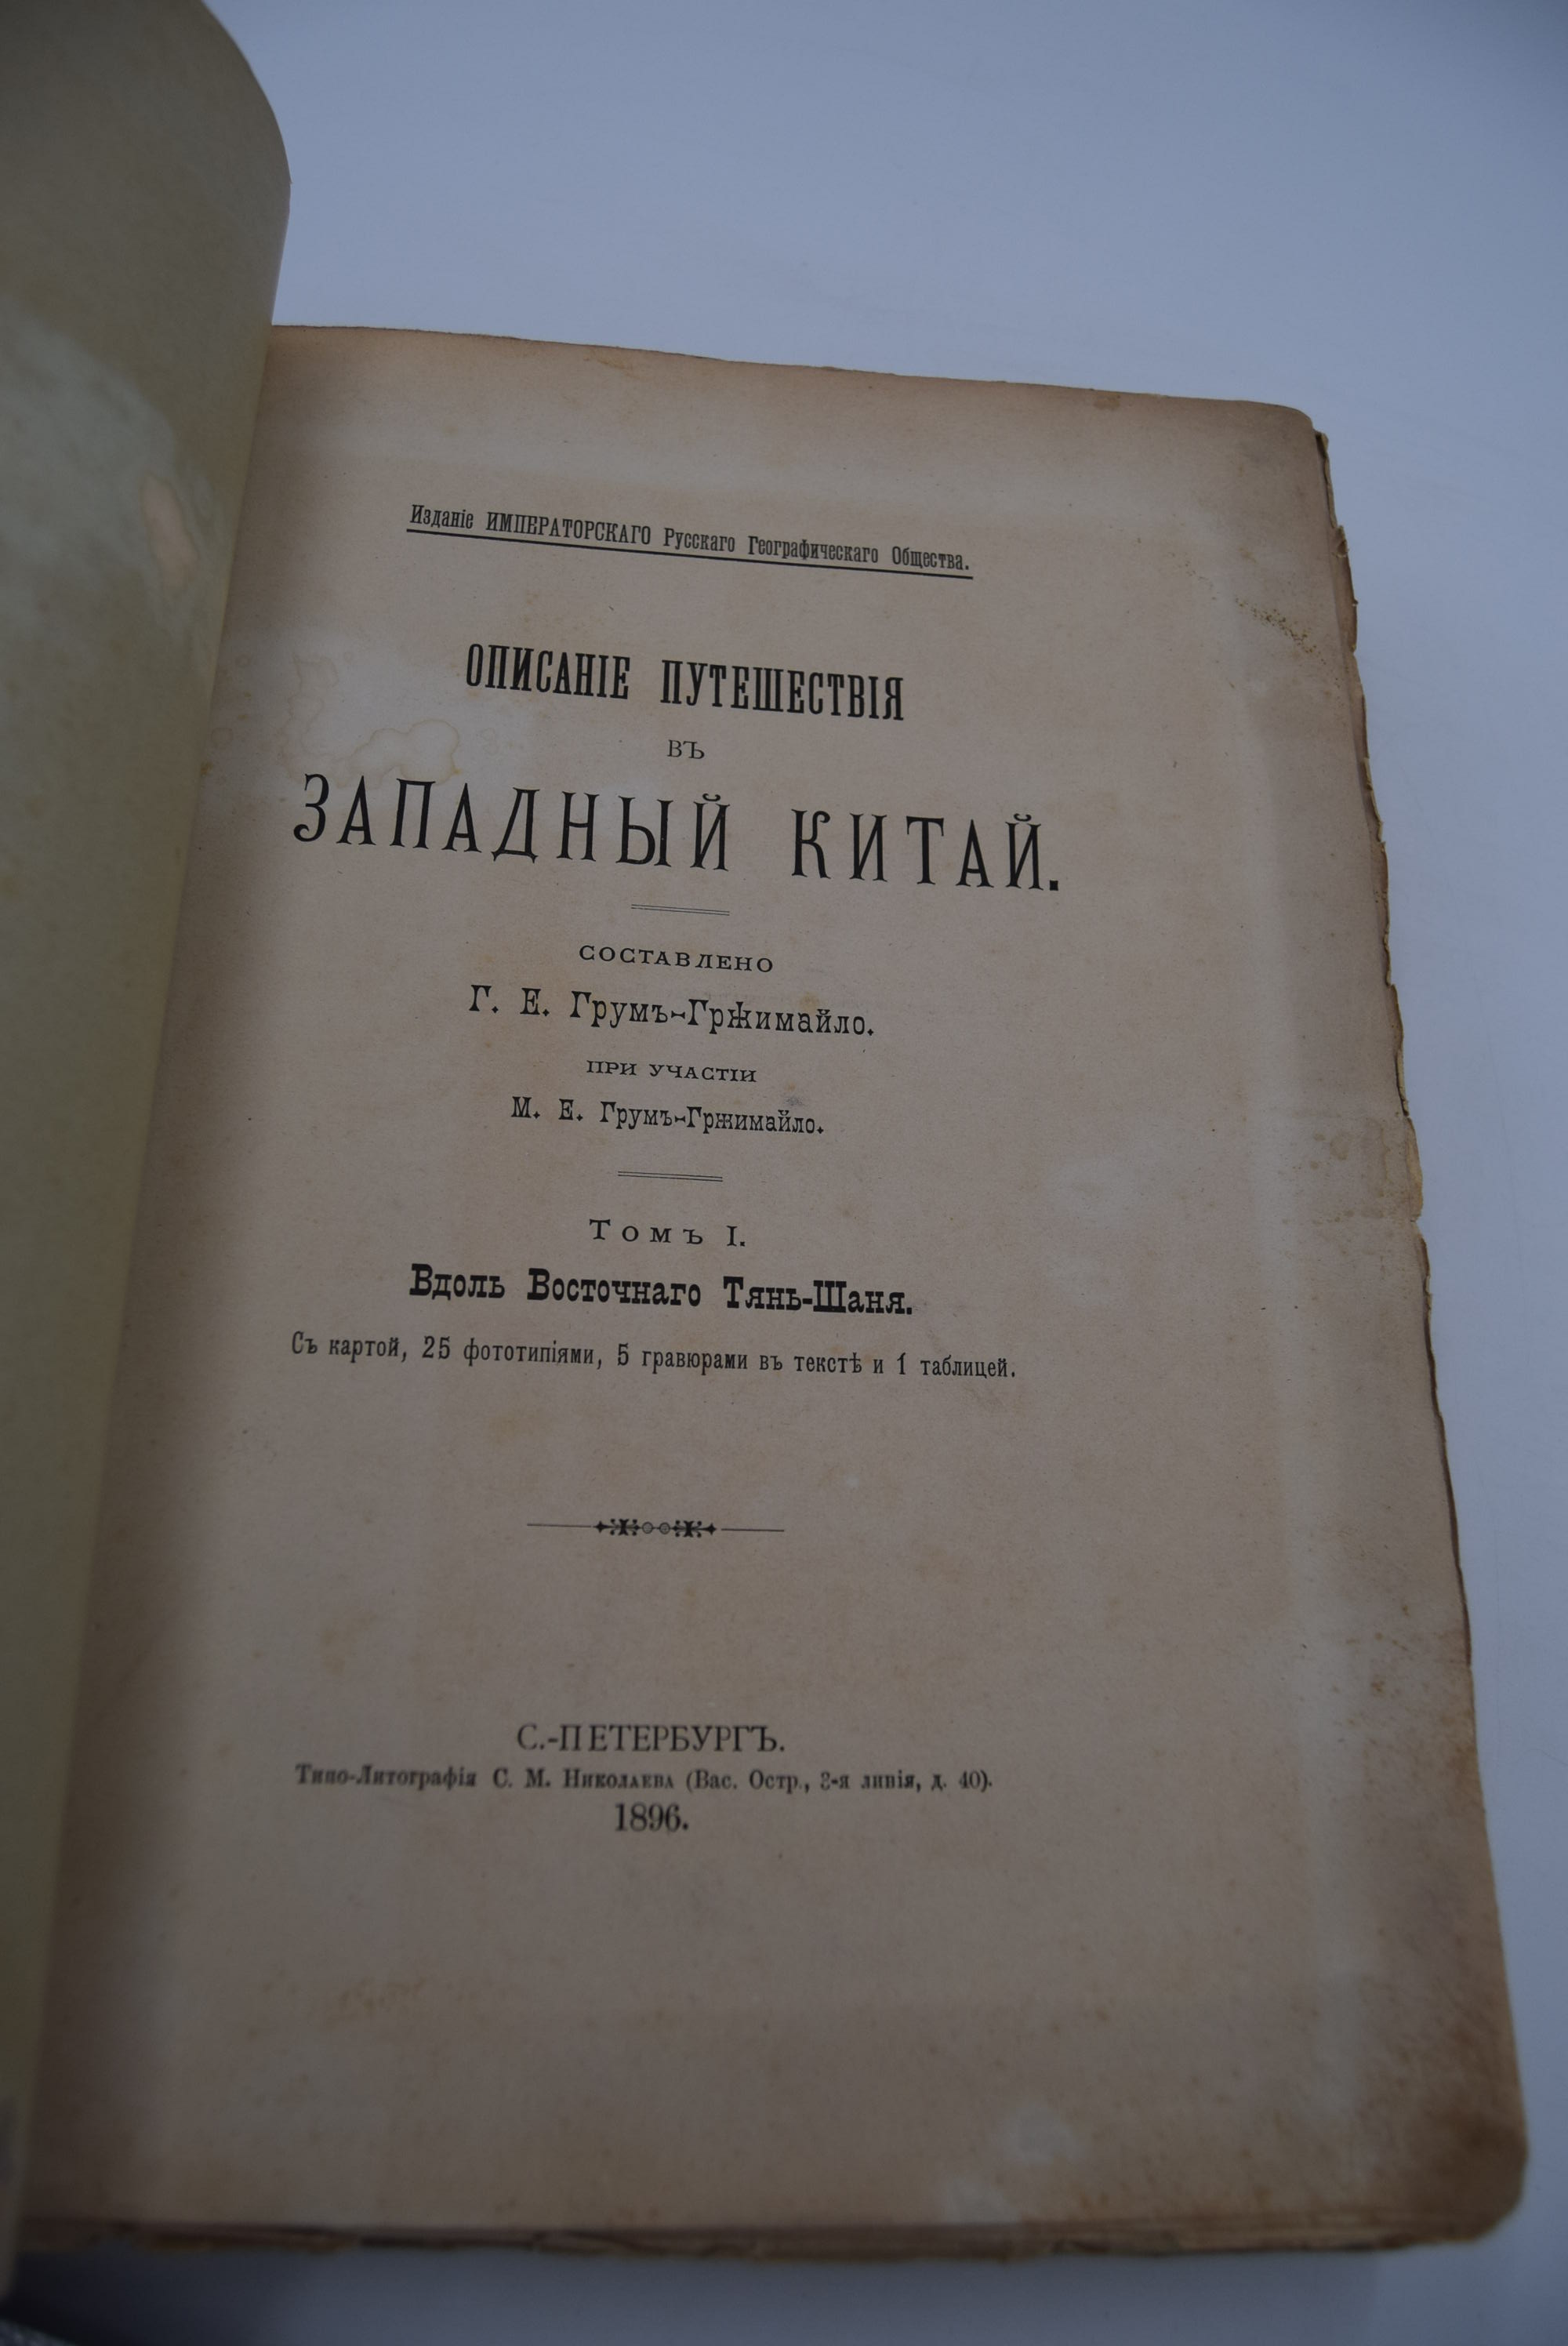 Изданіе ИМПЕРАТОРСКАГО Русскаго Географическаго Общества.
ОПИСАНІЕ ПУТЕШЕСТВІЯ
ВЪ
ЗАПАДНЫЙ КИТАЙ.
СОСТАВЛЕНО
Г. Е. Грумъ-Гржимайло.
ПРИ УЧАСТІИ
М. Е. Грумъ-Гржимайло.
Томъ I.
Вдоль Восточнаго Тянь-Шаня.
Съ картой, 25 фототипіями, 5 гравюрами въ текстѣ и 1 таблицей.
С.-ПЕТЕРБУРГЪ.
Типо-Литографія С. М. Николаева (Вас. Остр., 2-я линія, д. 40).
1896.